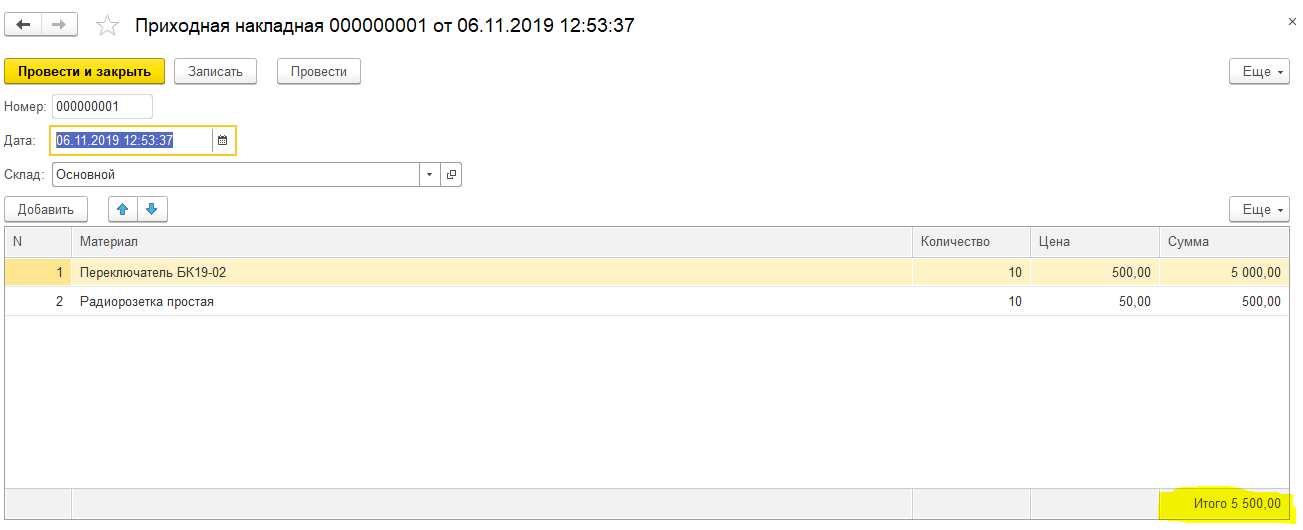 Приходная накладная 000000001 от 06.11.2019 12:53:37
Провести и закрыть Записать Провести Еще
Номер: 000000001
Дата: 06.11.2019 12:53:37
Склад: Основной
Добавить Еще
N Материал Количество Цена Сумма
1 Переключатель БК19-02 10 500,00 5 000,00
2 Радиорозетка простая 10 50,00 500,00
Итого 5 500,00